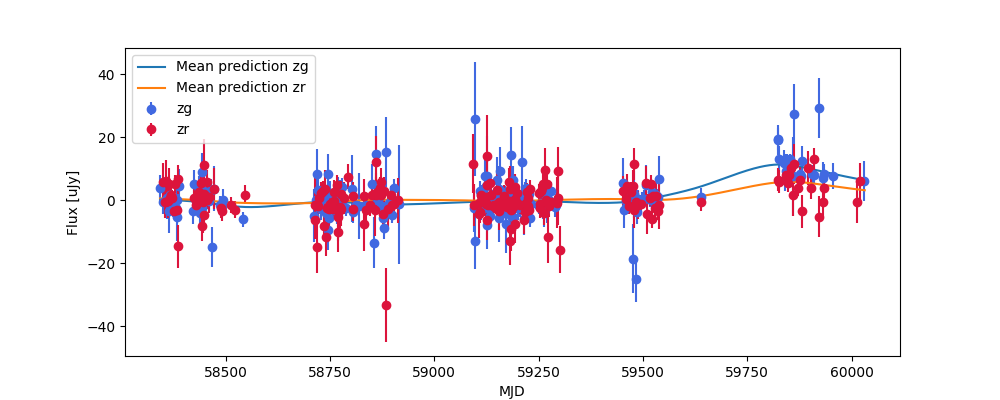 Mean prediction zg
Mean prediction zr
zg
zr
Flux [uJy]
40
20
0
−20
−40
58500
58750
59000
59250
59500
59750
60000
MJD